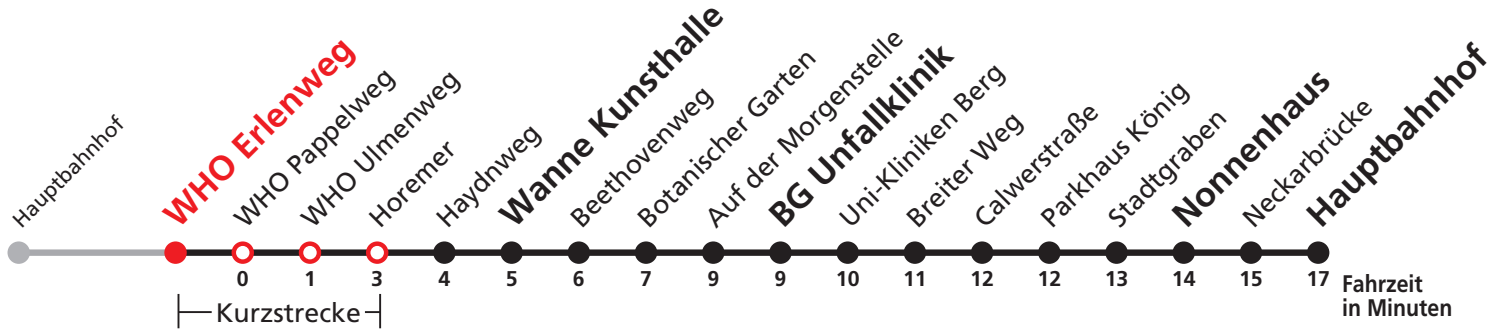 Hauptbahnhof
WHO Erlenweg
WHO Pappelweg
WHO Ulmenweg
Horemer
Haydnweg
Wanne Kunsthalle
Beethovenweg
Botanischer Garten
Auf der Morgenstelle
BG Unfallklinik
Uni-Kliniken Berg
Breiter Weg
Calwerstraße
Parkhaus König
Stadtgraben
Nonnenhaus
Neckarbrücke
Hauptbahnhof
0 1 3 4 5 6 7 9 9 10 11 12 12 13 14 15 17
Fahrzeit
in Minuten
Kurzstrecke